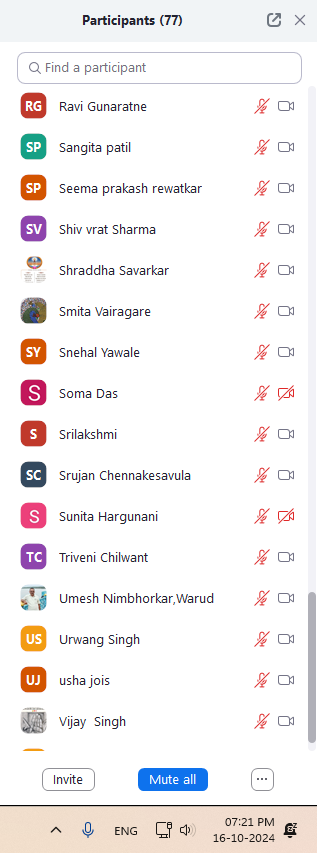 Participants (77)
Find a participant
RG Ravi Gunaratne
SP Sangita patil
SP Seema prakash rewatkar
SV Shiv vrat Sharma
Shraddha Savarkar
Smita Vairagare
SY Snehal Yawale
S Soma Das
S Srilakshmi
SC Srujan Chennakesavula
S Sunita Hargunani
TC Triveni Chilwant
Umesh Nimbhorkar,Warud
US Urwang Singh
UJ usha jois
Vijay Singh
Invite Mute all ...
ENG 07:21 PM
16-10-2024